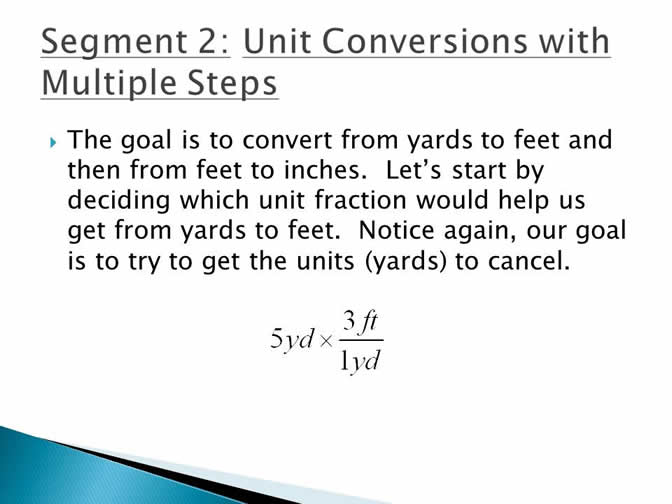 Segment 2: Unit Conversions with
Multiple Steps
The goal is to convert from yards to feet and
then from feet to inches. Let's start by
deciding which unit fraction would help us
get from yards to feet. Notice again, our goal
is to try to get the units (yards) to cancel.
5yd × 3 ft / 1yd